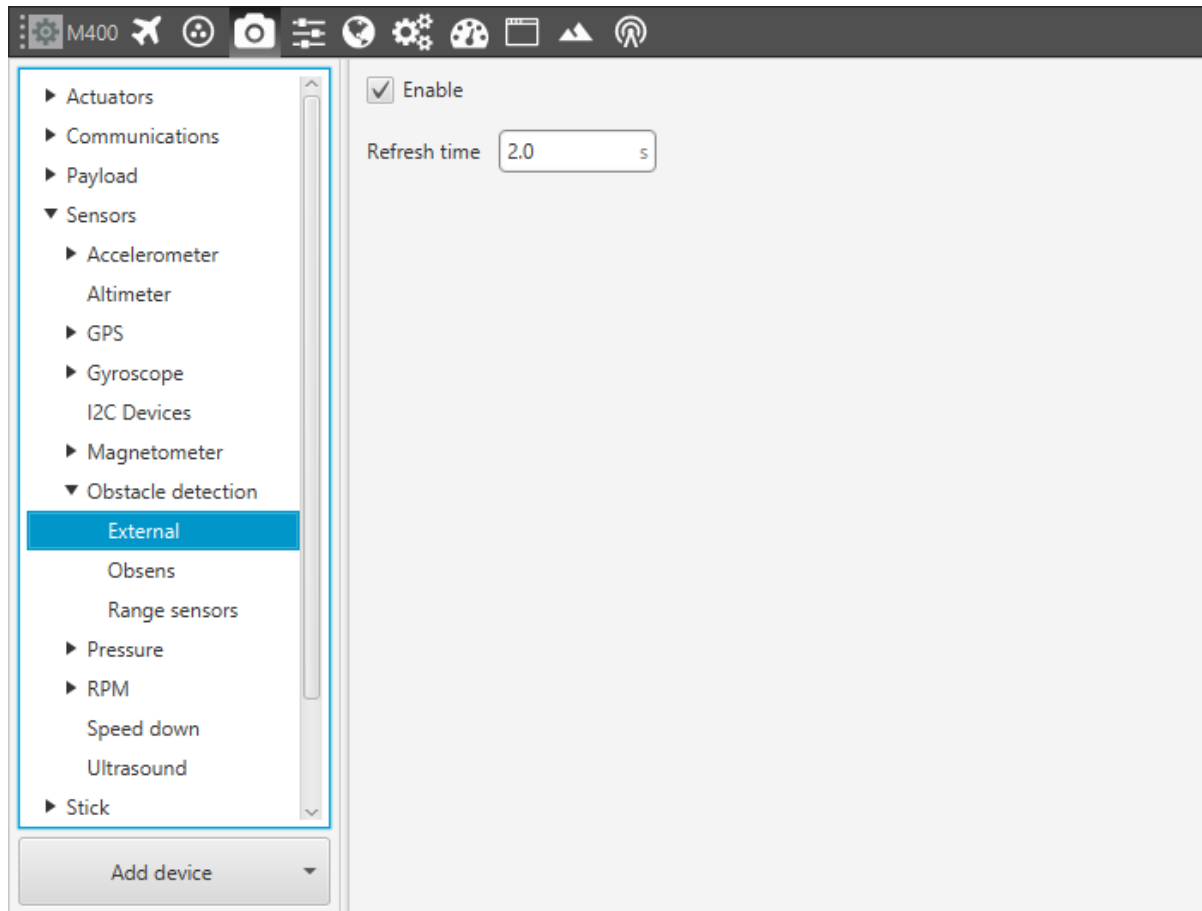 M400
Actuators
Communications
Payload
Sensors
Accelerometer
Altimeter
GPS
Gyroscope
I2C Devices
Magnetometer
Obstacle detection
External
Obsens
Range sensors
Pressure
RPM
Speed down
Ultrasound
Stick
Add device
Enable
Refresh time 2.0 s